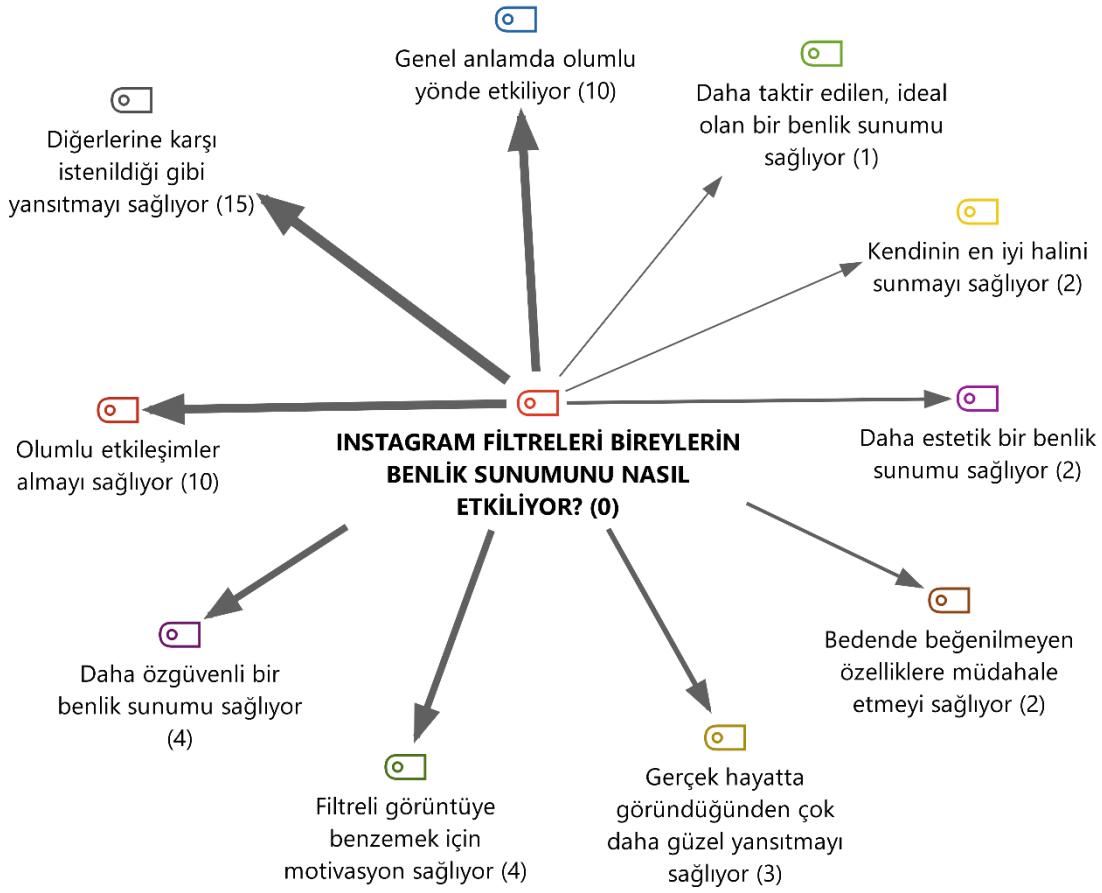 Genel anlamda olumlu
yönde etkiliyor (10)
Daha taktir edilen, ideal
olan bir benlik sunumu
sağlıyor (1)
Diğerlerine karşı
istenildiği gibi
yansıtmayı sağlıyor (15)
Kendinin en iyi halini
sunmayı sağlıyor (2)
Olumlu etkileşimler
almayı sağlıyor (10)
INSTAGRAM FİLTRELERİ BİREYLERİN
BENLİK SUNUMUNU NASIL
ETKİLİYOR? (0)
Daha estetik bir benlik
sunumu sağlıyor (2)
Daha özgüvenli bir
benlik sunumu sağlıyor
(4)
Bedende beğenilmeyen
özelliklere müdahale
etmeyi sağlıyor (2)
Filtreli görüntüye
benzemek için
motivasyon sağlıyor (4)
Gerçek hayatta
göründüğünden çok
daha güzel yansıtmayı
sağlıyor (3)